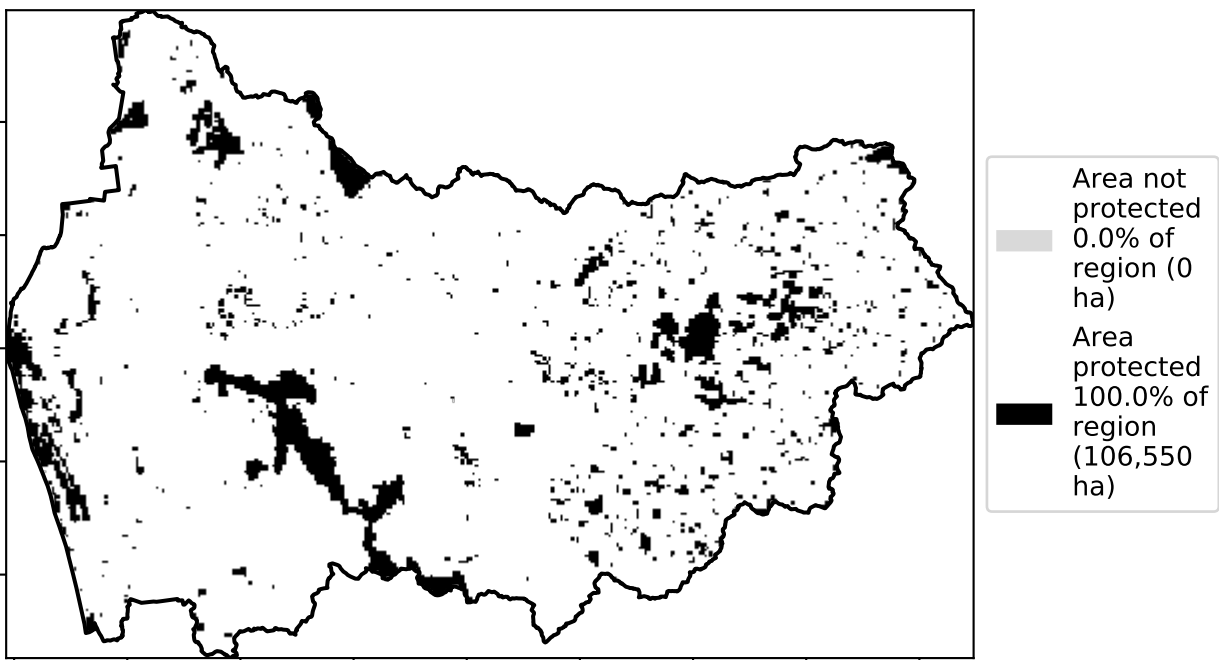 Area not
protected
0.0% of
region (0
ha)
Area
protected
100.0% of
region
(106,550
ha)